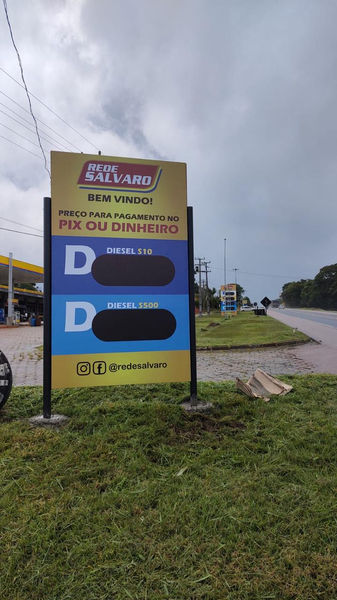 REDE
SALVARO
BEM VINDO!
PREÇO PARA PAGAMENTO NO
PIX OU DINHEIRO
DIESEL S10
D
DIESEL S500
D
@redesalvaro